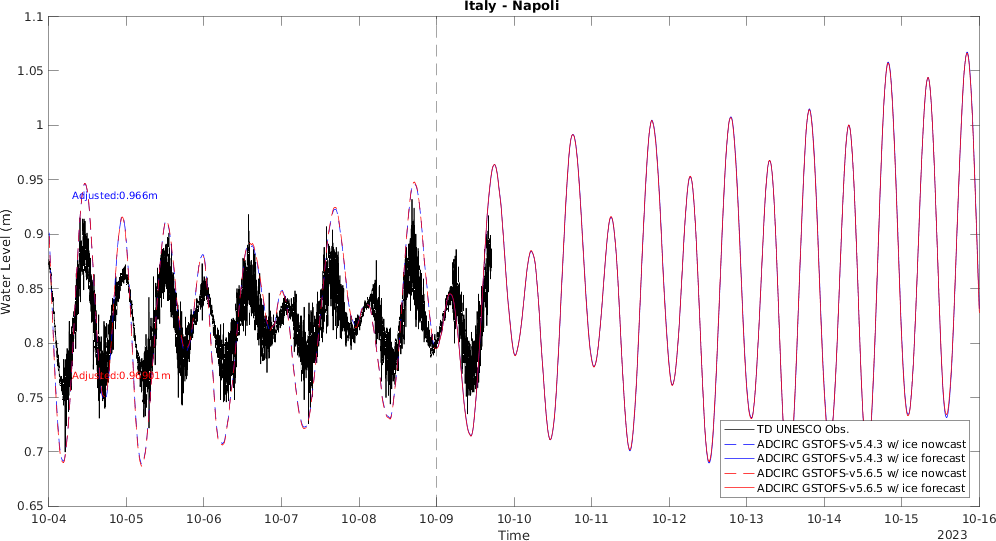 Italy - Napoli
1.1
1.05
1
0.95
0.9
0.85
0.8
0.75
0.7
0.65
Water Level (m)
Adjusted:0.966m
TD UNESCO Obs.
ADCIRC GSTOFS-v5.4.3 w/ ice nowcast
ADCIRC GSTOFS-v5.4.3 w/ ice forecast
ADCIRC GSTOFS-v5.6.5 w/ ice nowcast
ADCIRC GSTOFS-v5.6.5 w/ ice forecast
10-04 10-05 10-06 10-07 10-08 10-09 10-10 10-11 10-12 10-13 10-14 10-15 10-16
Time
2023